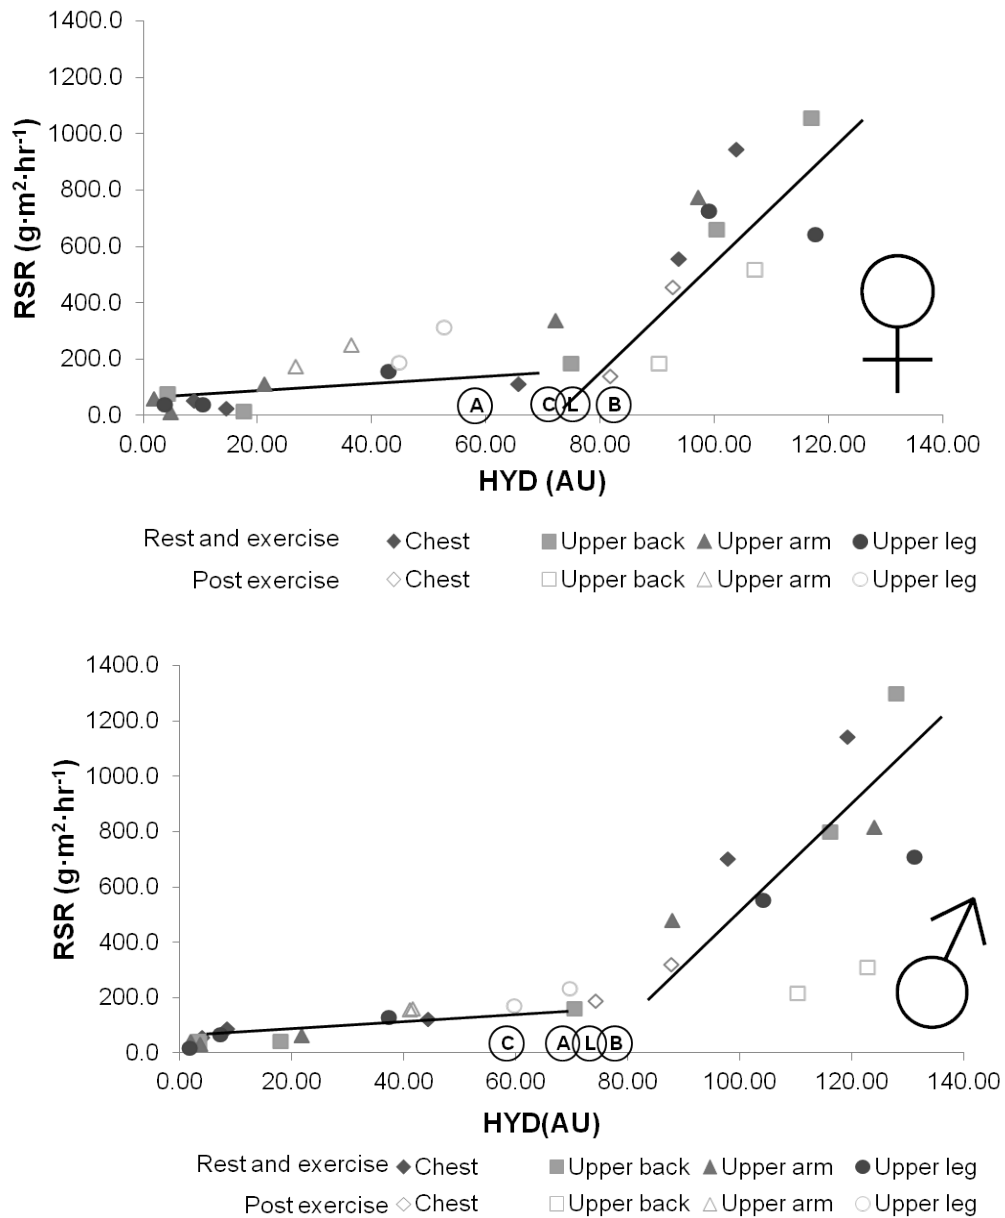 1400.0
1200.0
1000.0
800.0
600.0
400.0
200.0
0.0
RSR (g·m²·hr⁻¹)
A C L B
0.00 20.00 40.00 60.00 80.00 100.00 120.00 140.00
HYD (AU)
Rest and exercise Chest Upper back Upper arm Upper leg
Post exercise Chest Upper back Upper arm Upper leg
1400.0
1200.0
1000.0
800.0
600.0
400.0
200.0
0.0
RSR (g·m²·hr⁻¹)
C A L B
0.00 20.00 40.00 60.00 80.00 100.00 120.00 140.00
HYD(AU)
Rest and exercise Chest Upper back Upper arm Upper leg
Post exercise Chest Upper back Upper arm Upper leg